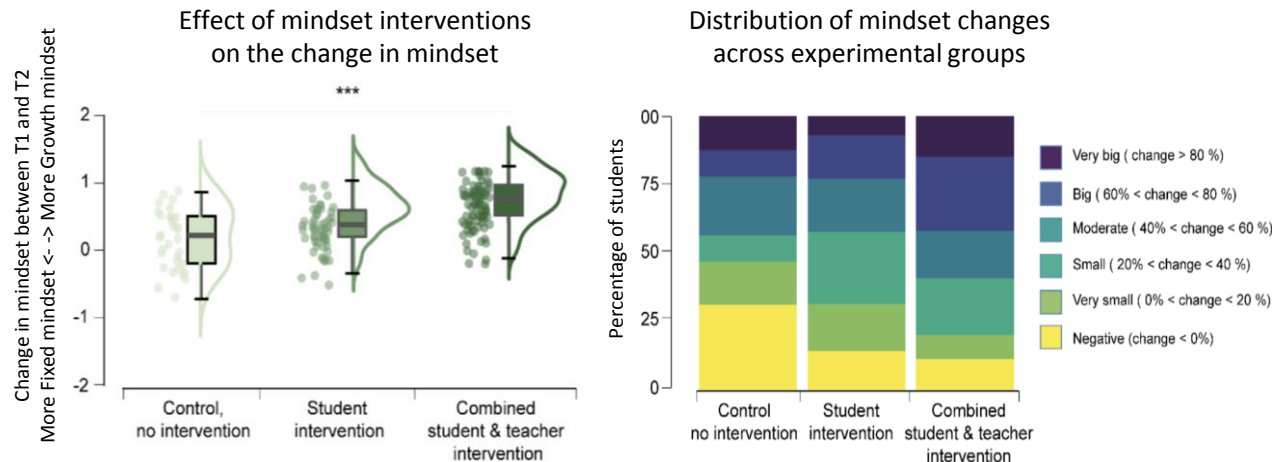 Effect of mindset interventions
on the change in mindset
Change in mindset between T1 and T2
More Fixed mindset <- -> More Growth mindset
***
2
1
0
-1
-2
Control,
no intervention
Student
intervention
Combined
student & teacher
intervention
Distribution of mindset changes
across experimental groups
Percentage of students
00
75
50
25
0
Control
no intervention
Student
intervention
Combined
student & teacher
intervention
Very big ( change > 80 %)
Big ( 60% < change < 80 %)
Moderate ( 40% < change < 60 %)
Small ( 20% < change < 40 %)
Very small ( 0% < change < 20 %)
Negative (change < 0%)